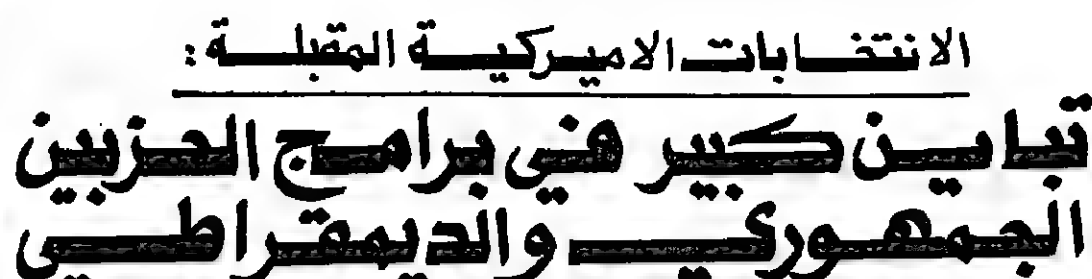 الانتخابات الاميركية المقبلة :
تباين كبير في برامج الحزبين
الجمهوري والديمقراطي